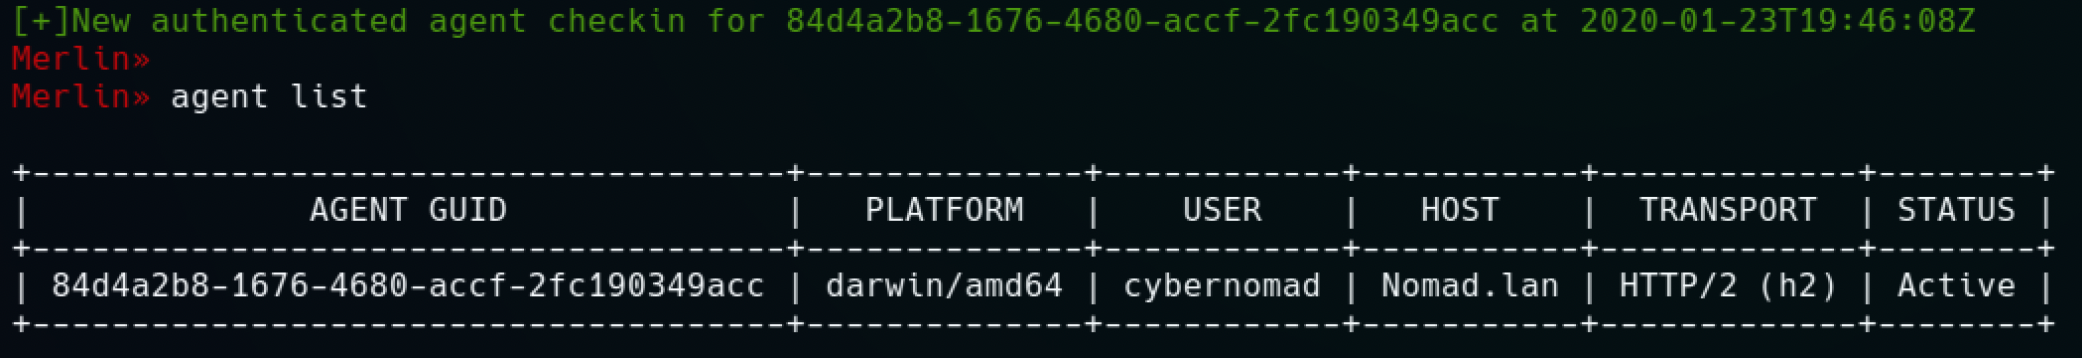 [+]New authenticated agent checkin for 84d4a2b8-1676-4680-accf-2fc190349acc at 2020-01-23T19:46:08Z
Merlin»
Merlin» agent list
+--------------------------------------+--------------+------------+-----------+-------------+--------+
|              AGENT GUID              |   PLATFORM   |    USER    |   HOST    |  TRANSPORT  | STATUS |
+--------------------------------------+--------------+------------+-----------+-------------+--------+
| 84d4a2b8-1676-4680-accf-2fc190349acc | darwin/amd64 | cybernomad | Nomad.lan | HTTP/2 (h2) | Active |
+--------------------------------------+--------------+------------+-----------+-------------+--------+